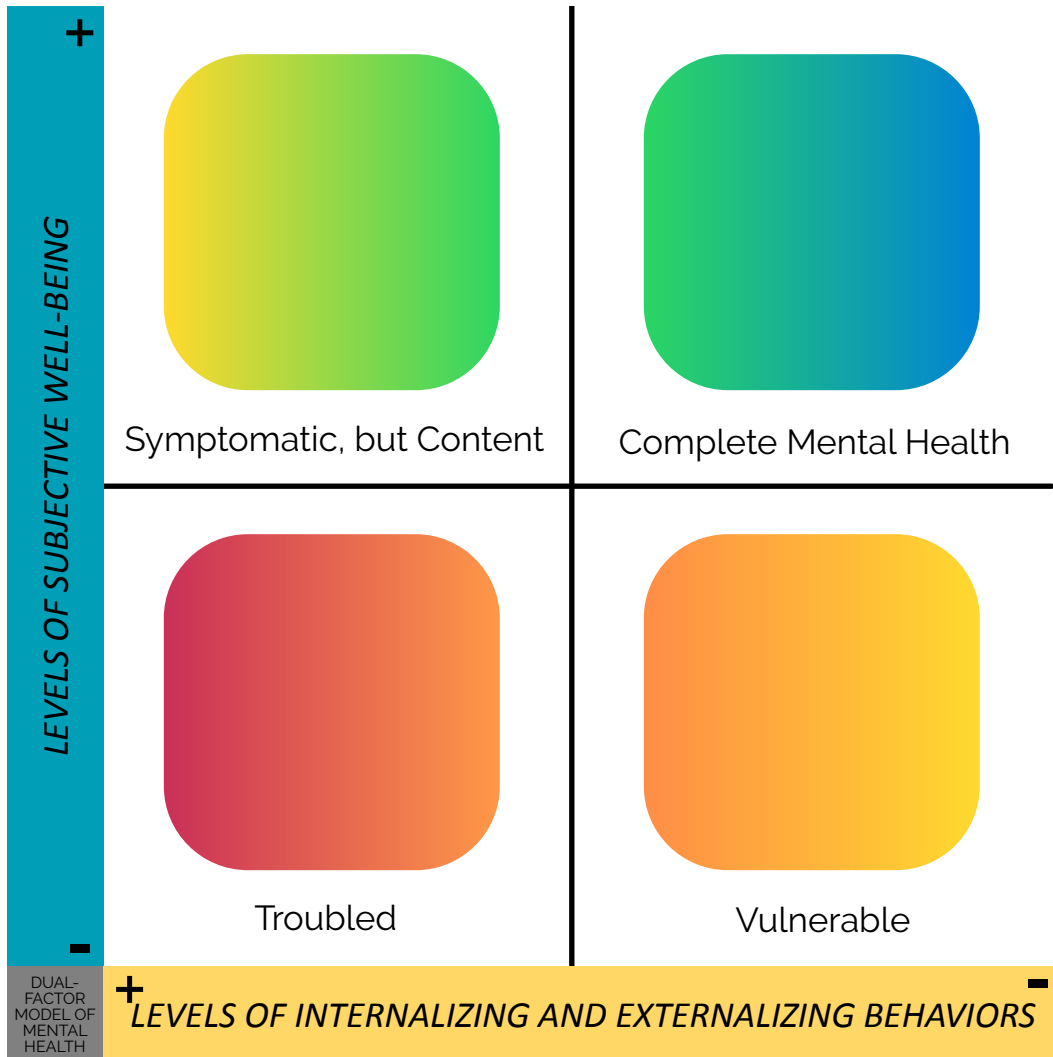 +
LEVELS OF SUBJECTIVE WELL-BEING
-
Symptomatic, but Content
Complete Mental Health
Troubled
Vulnerable
DUAL-
FACTOR
MODEL OF
MENTAL
HEALTH
+
-
LEVELS OF INTERNALIZING AND EXTERNALIZING BEHAVIORS